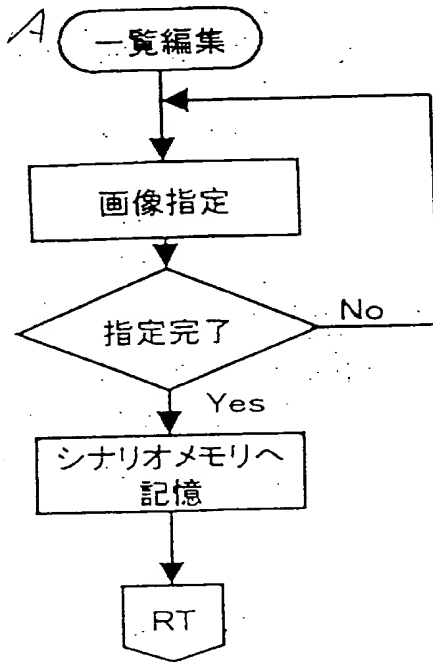 A
一覧編集
画像指定
指定完了
No
Yes
シナリオメモリへ
記憶
RT